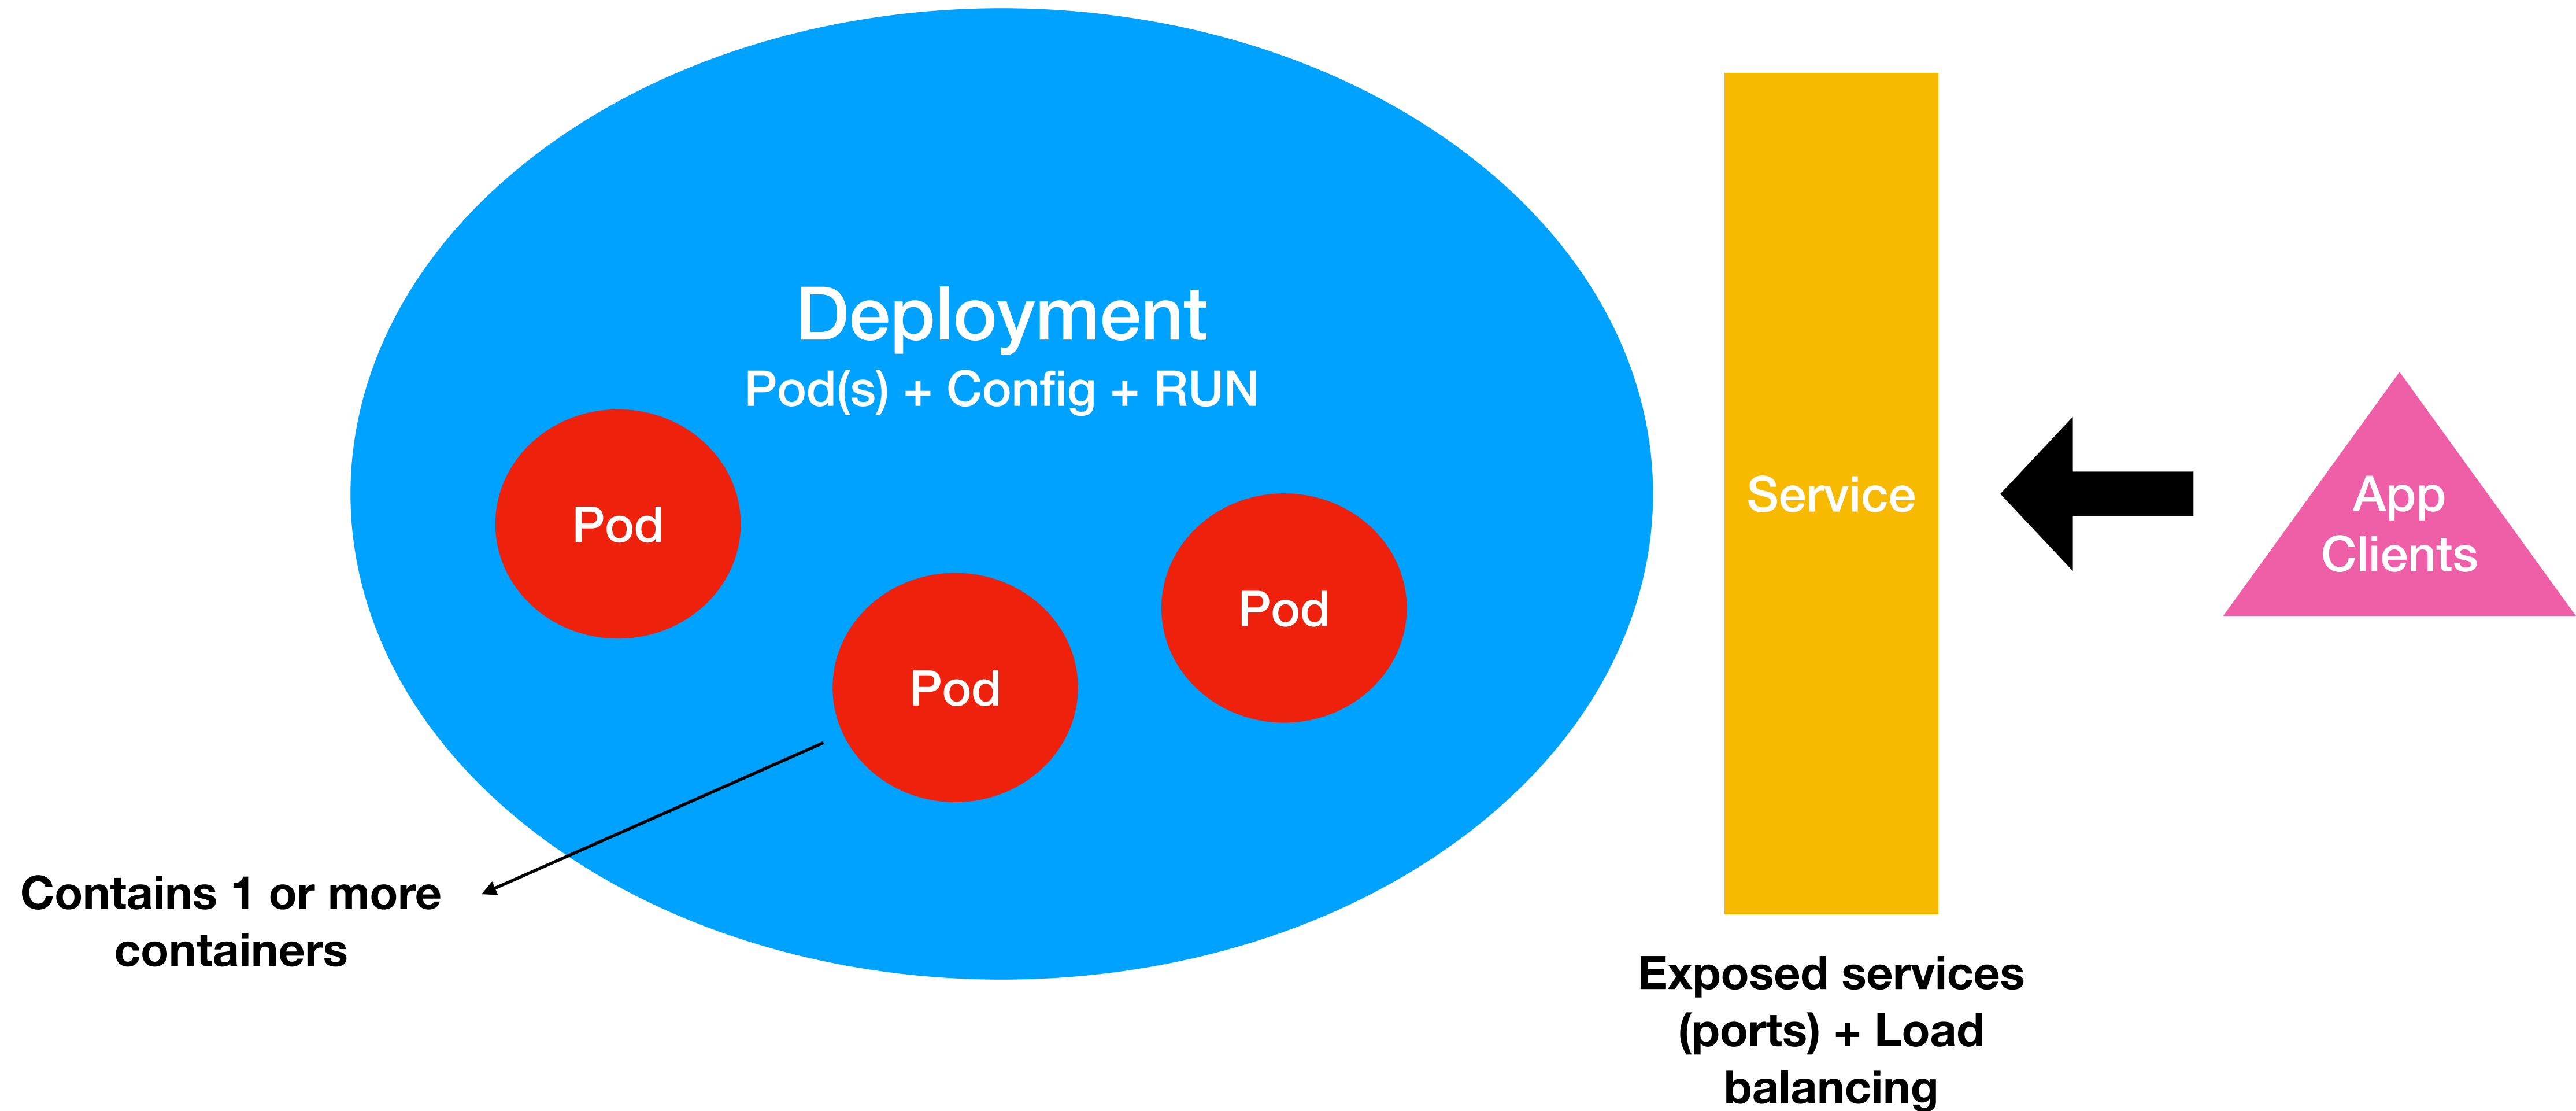 Deployment
Pod(s) + Config + RUN
Pod
Pod
Pod
Contains 1 or more
containers
Service
Exposed services
(ports) + Load
balancing
App
Clients